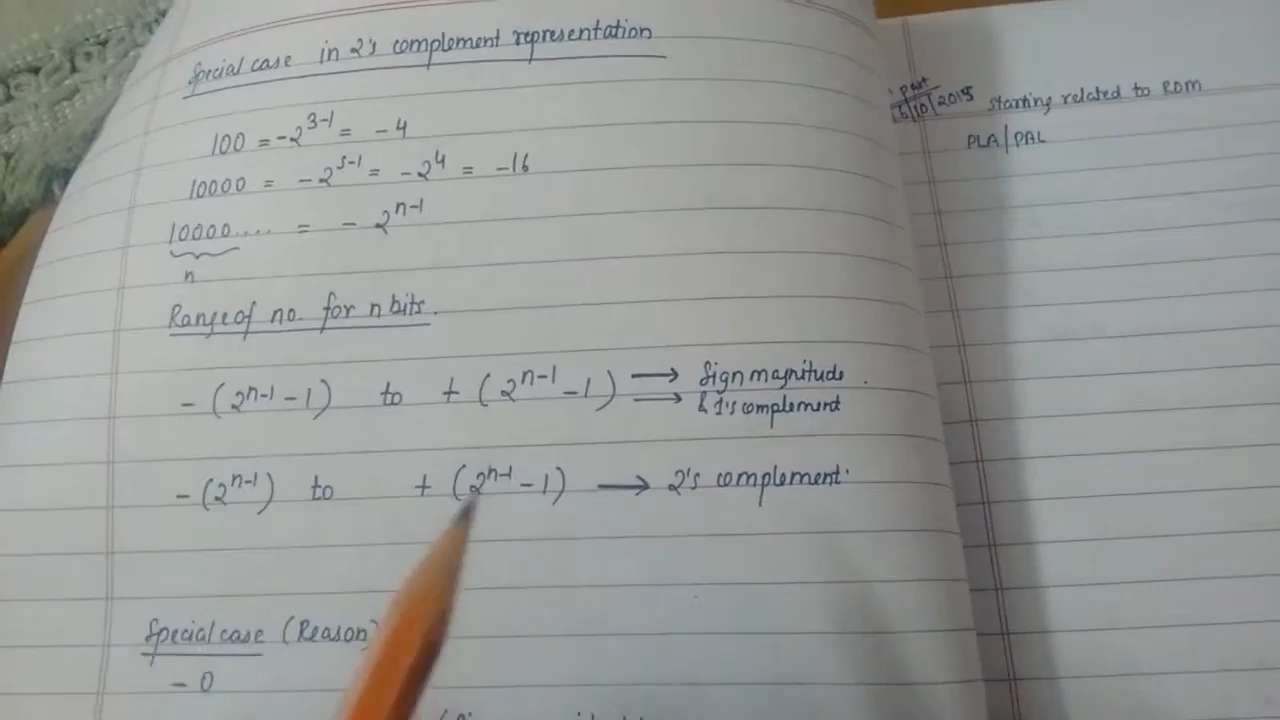 Special case in 2's complement representation
100 = -2^3-1 = -4
10000 = -2^5-1 = -2^4 = -16
10000.... = -2^n-1
n
Range of no. for n bits.
-(2^n-1 - 1) to +(2^n-1 - 1) → Sign magnitude
→ & 1's complement
-(2^n-1) to +(2^n-1 - 1) → 2's complement
Special case (Reason)
- 0
part
6/10/2015 Starting related to ROM
PLA/PAL